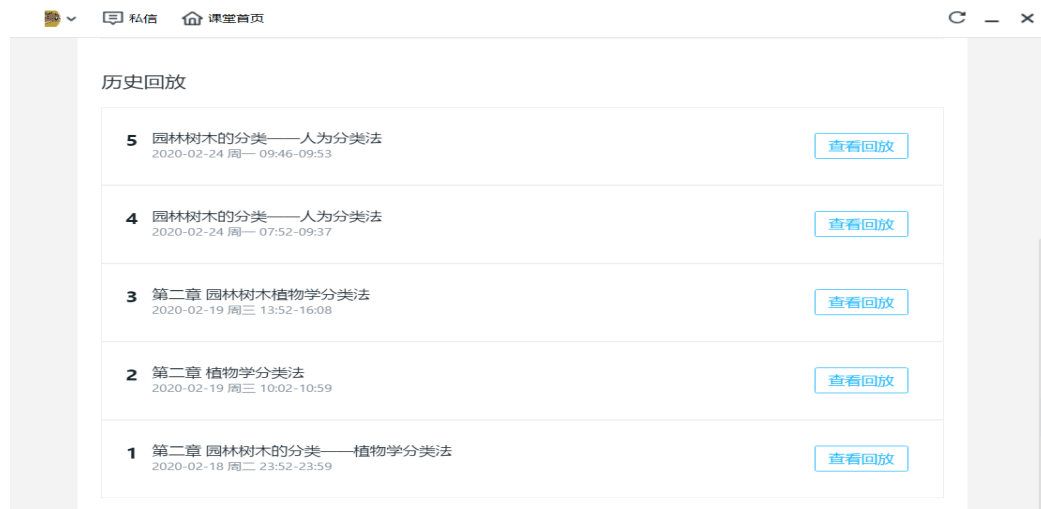 私信 课堂首页
历史回放
5 园林树木的分类——人为分类法
2020-02-24 周一 09:46-09:53
查看回放
4 园林树木的分类——人为分类法
2020-02-24 周一 07:52-09:37
查看回放
3 第二章 园林树木植物学分类法
2020-02-19 周三 13:52-16:08
查看回放
2 第二章 植物学分类法
2020-02-19 周三 10:02-10:59
查看回放
1 第二章 园林树木的分类——植物学分类法
2020-02-18 周二 23:52-23:59
查看回放